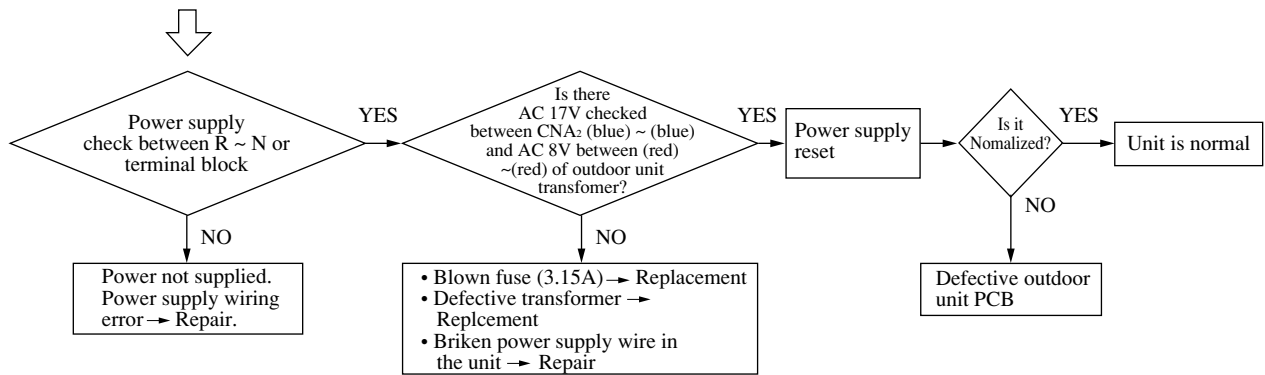 Power supply
check between R ~ N or
terminal block
YES
NO
Power not supplied.
Power supply wiring
error → Repair.
Is there
AC 17V checked
between CNA₂ (blue) ~ (blue)
and AC 8V between (red)
~(red) of outdoor unit
transfomer?
YES
NO
• Blown fuse (3.15A) → Replacement
• Defective transformer →
Replcement
• Briken power supply wire in
the unit → Repair
Power supply
reset
Is it
Nomalized?
YES
NO
Unit is normal
Defective outdoor
unit PCB